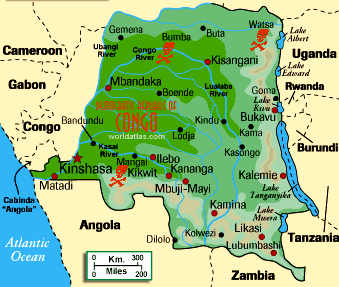 Gemena
Bumba
Buta
Watsa
Lake
Albert
Cameroon
Ubangi
River
Congo
River
Kisangani
Uganda
Lake
Edward
Gabon
Mbandaka
Boende
Lualaba
River
Goma
Rwanda
Lake
Kivu
DEMOCRATIC REPUBLIC OF
CONGO
worldatlas.com
Congo
Bandundu
Kindu
Bukavu
Kama
Lodja
Burundi
Kasai
River
Kasongo
Kinshasa
Mangai
Ilebo
Kikwit
Kananga
Kalemie
Matadi
Mbuji-Mayi
Lake
Tanganyika
Cabinda
"Angola"
Angola
Kamina
Lake
Mwera
Tanzania
Atlantic
Ocean
Likasi
Dilolo
Kolwezi
Lubumbashi
0 Km. 300
0 Miles 200
Zambia